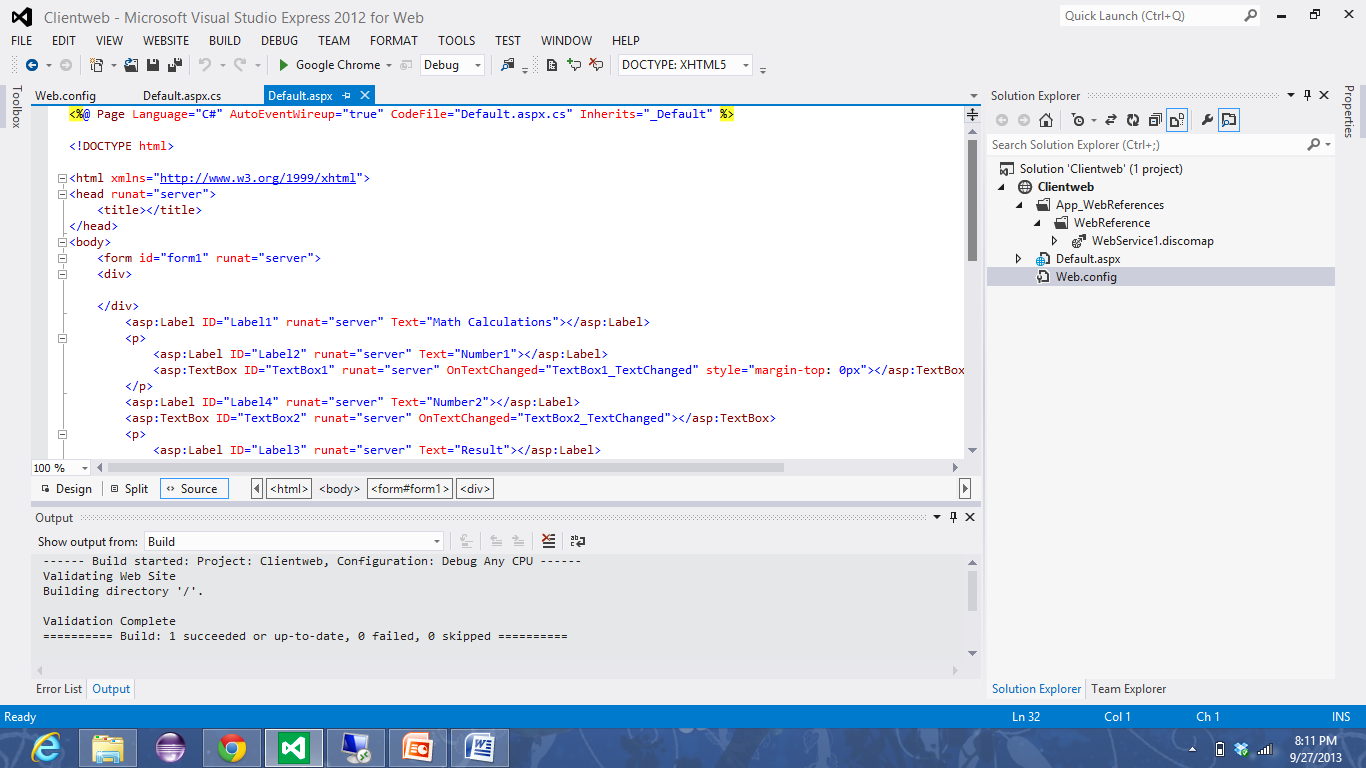 Clientweb - Microsoft Visual Studio Express 2012 for Web
Quick Launch (Ctrl+Q)
FILE EDIT VIEW WEBSITE BUILD DEBUG TEAM FORMAT TOOLS TEST WINDOW HELP
Google Chrome Debug DOCTYPE: XHTML5
Toolbox
Web.config Default.aspx.cs Default.aspx
<%@ Page Language="C#" AutoEventWireup="true" CodeFile="Default.aspx.cs" Inherits="_Default" %>
<!DOCTYPE html>
<html xmlns="http://www.w3.org/1999/xhtml">
<head runat="server">
<title></title>
</head>
<body>
<form id="form1" runat="server">
<div>
</div>
<asp:Label ID="Label1" runat="server" Text="Math Calculations"></asp:Label>
<p>
<asp:Label ID="Label2" runat="server" Text="Number1"></asp:Label>
<asp:TextBox ID="TextBox1" runat="server" OnTextChanged="TextBox1_TextChanged" style="margin-top: 0px"></asp:TextBox
</p>
<asp:Label ID="Label4" runat="server" Text="Number2"></asp:Label>
<asp:TextBox ID="TextBox2" runat="server" OnTextChanged="TextBox2_TextChanged"></asp:TextBox>
<p>
<asp:Label ID="Label3" runat="server" Text="Result"></asp:Label>
100 %
Design Split Source <html> <body> <form#form1> <div>
Output
Show output from: Build
------ Build started: Project: Clientweb, Configuration: Debug Any CPU ------
Validating Web Site
Building directory '/'.
Validation Complete
========== Build: 1 succeeded or up-to-date, 0 failed, 0 skipped ==========
Error List Output
Solution Explorer
Search Solution Explorer (Ctrl+;)
Solution 'Clientweb' (1 project)
Clientweb
App_WebReferences
WebReference
WebService1.discomap
Default.aspx
Web.config
Solution Explorer Team Explorer
Properties
Ready Ln 32 Col 1 Ch 1 INS
8:11 PM
9/27/2013